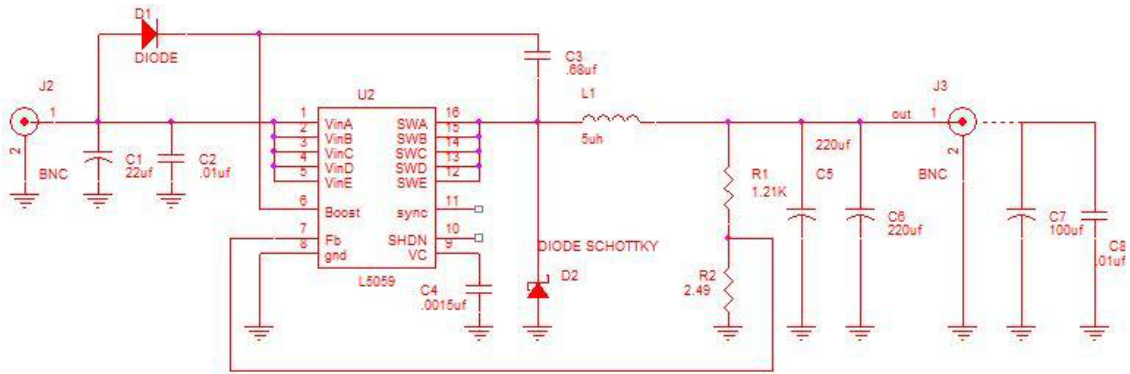 D1
DIODE
C3
.68uf
J2
1
2
BNC
C1
22uf
C2
.01uf
U2
1 VinA SWA 16
2 VinB SWB 15
3 VinC SWC 14
4 VinD SWD 13
5 VinE SWE 12
6 Boost sync 11
7 Fb SHDN 10
8 gnd VC 9
L5059
C4
.0015uf
L1
5uh
DIODE SCHOTTKY
D2
R1
1.21K
R2
2.49
220uf
C5
C6
220uf
out
J3
1
2
BNC
C7
100uf
C8
.01uf